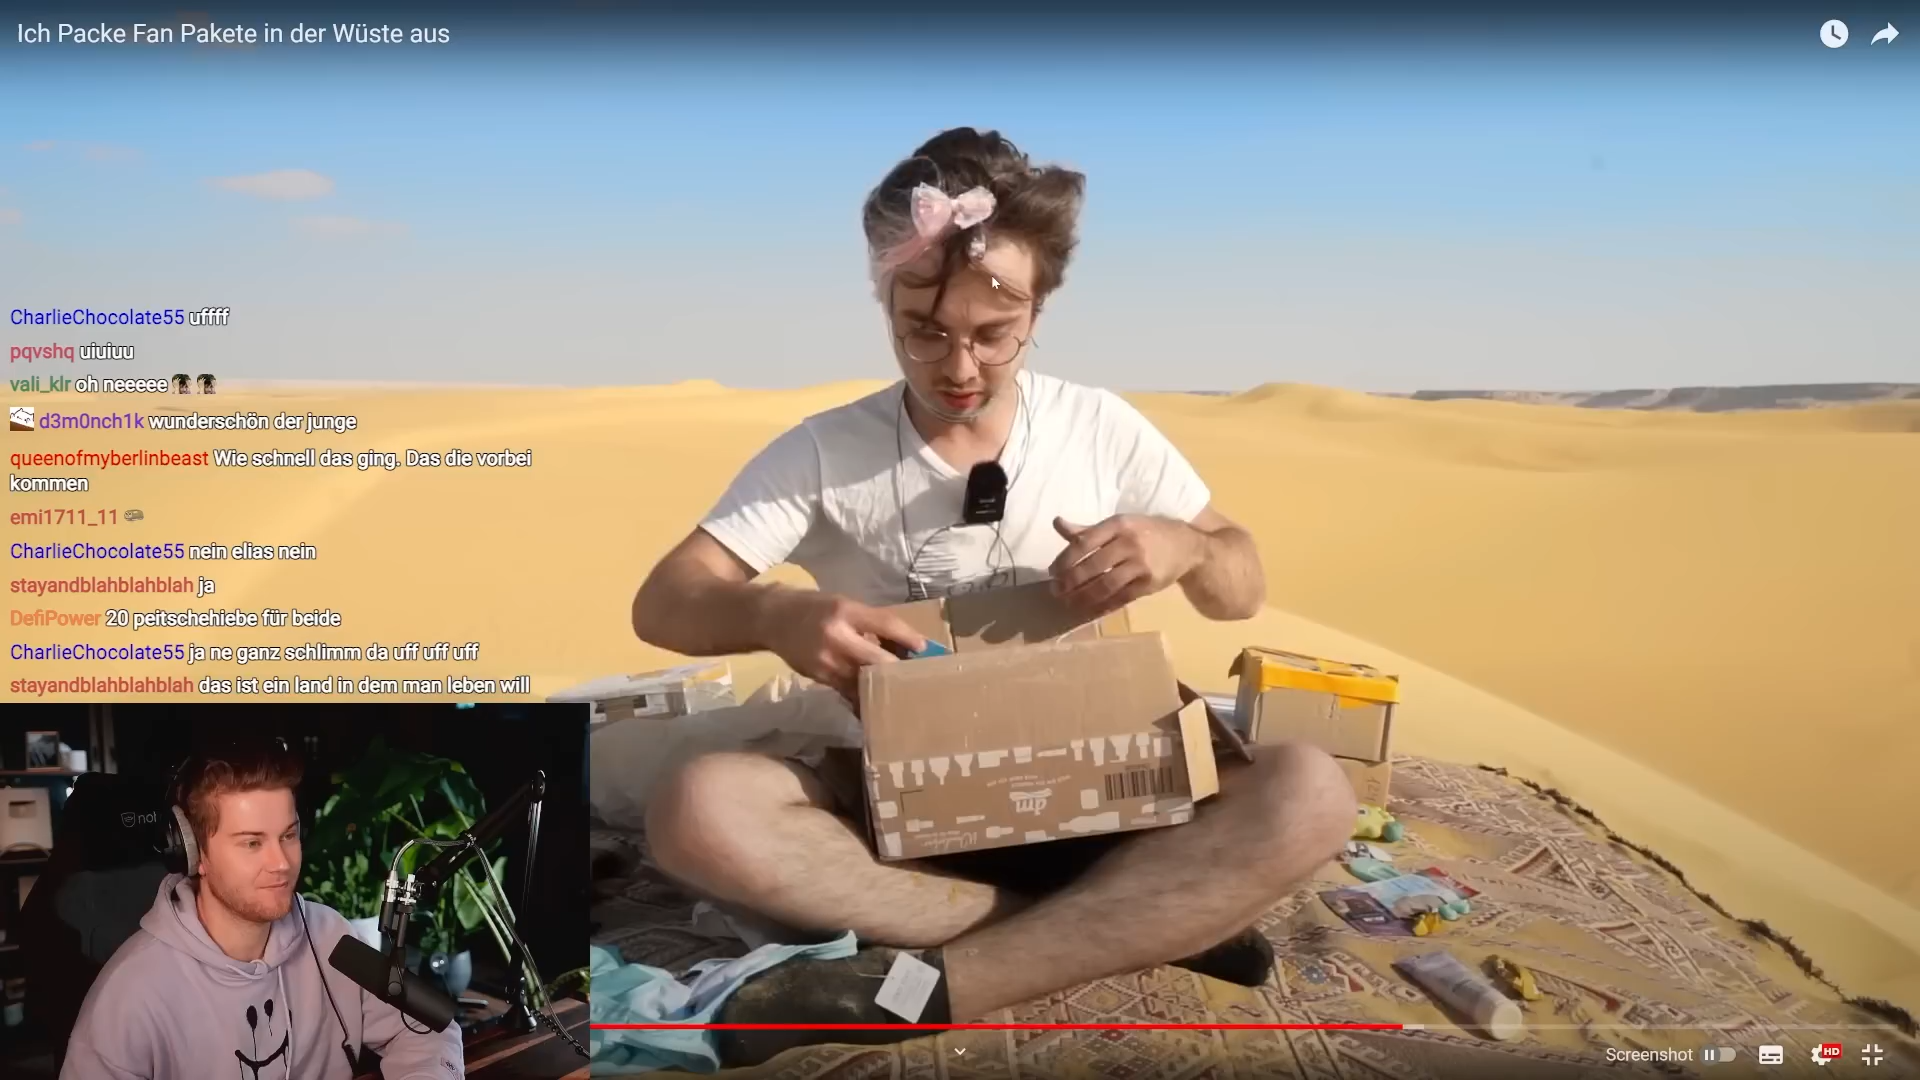 Ich Packe Fan Pakete in der Wüste aus
CharlieChocolate55 uffff
pqvshq uiuiuu
vali_klr oh neeeee
d3m0nch1k wunderschön der junge
queenofmyberlinbeast Wie schnell das ging. Das die vorbei
kommen
emi1711_11
CharlieChocolate55 nein elias nein
stayandblahblahblah ja
DefiPower 20 peitschehiebe für beide
CharlieChocolate55 ja ne ganz schlimm da uff uff uff
stayandblahblahblah das ist ein land in dem man leben will
dm
Screenshot
HD